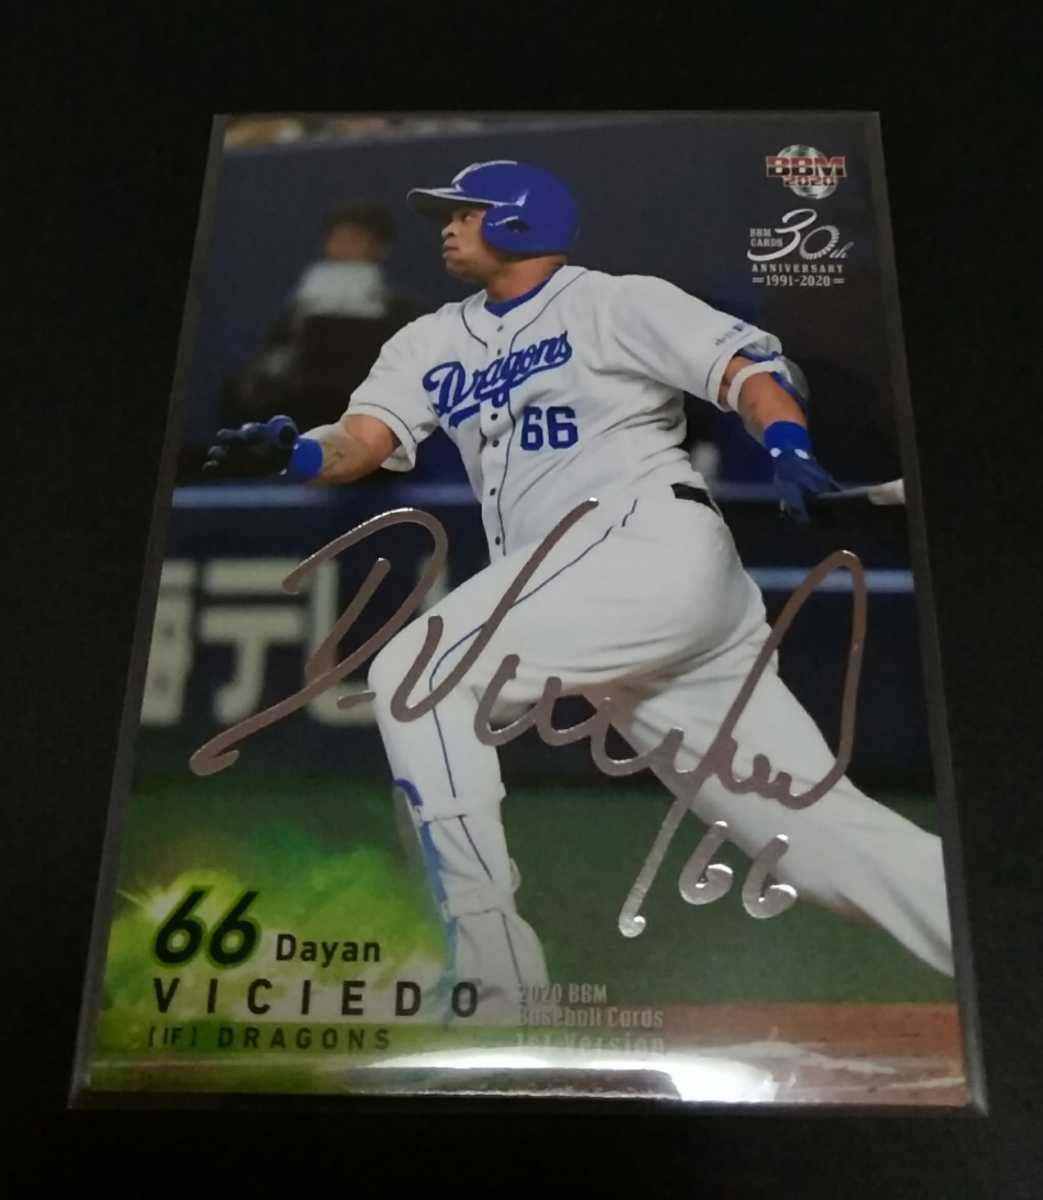 BBM
2020
BBM
CARDS
30th
ANNIVERSARY
=1991-2020=
Dragons
66
D. Viciedo
66
66 Dayan
VICIEDO
[IF] DRAGONS
2020 BBM
Baseball Cards
1st Version